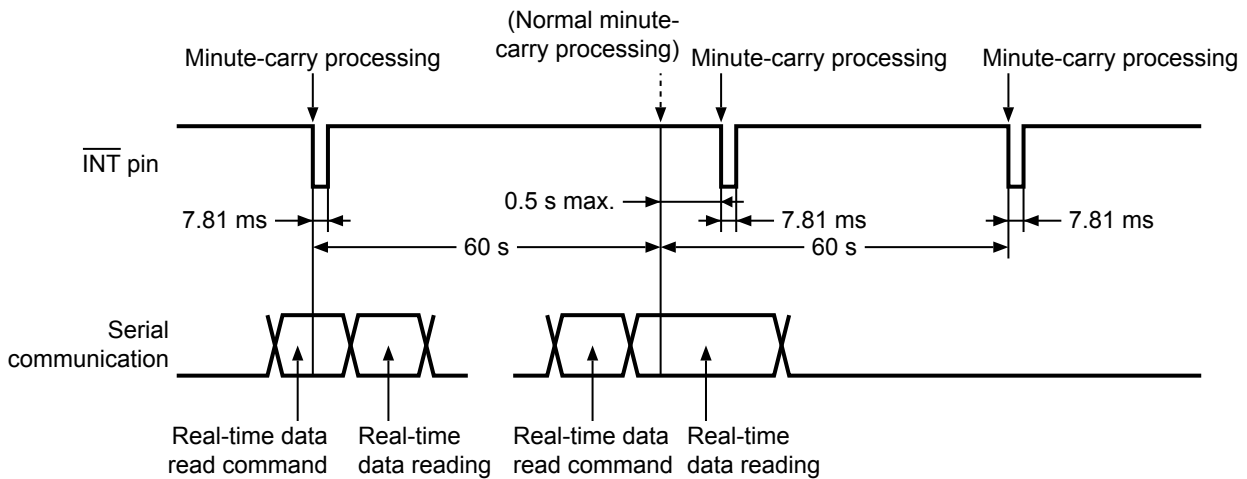 (Normal minute-
carry processing)
Minute-carry processing
Minute-carry processing
Minute-carry processing
INT pin
0.5 s max.
7.81 ms
7.81 ms
7.81 ms
60 s
60 s
Serial
communication
Real-time data
read command
Real-time
data reading
Real-time data
read command
Real-time
data reading